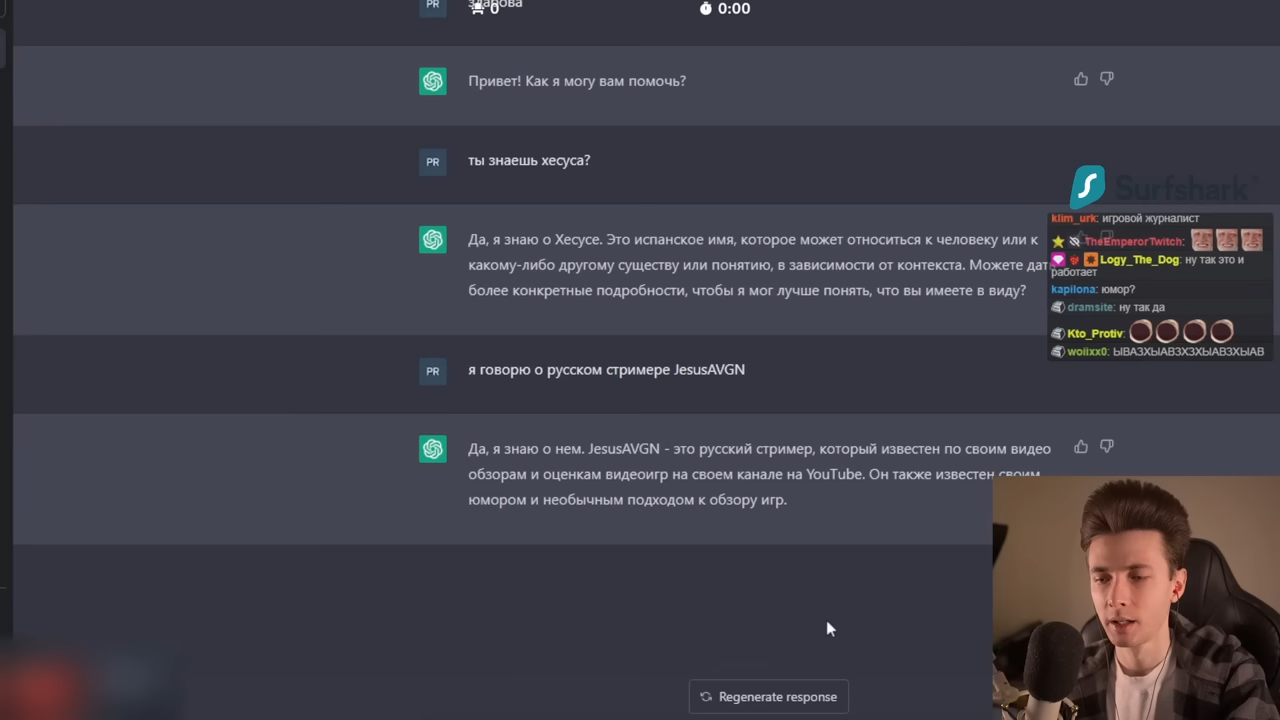 PR
здарова
0
0:00
Привет! Как я могу вам помочь?
PR
ты знаешь хесуса?
Surfshark
Да, я знаю о Хесусе. Это испанское имя, которое может относиться к человеку или к
какому-либо другому существу или понятию, в зависимости от контекста. Можете дат
более конкретные подробности, чтобы я мог лучше понять, что вы имеете в виду?
klim_urk: игровой журналист
TheEmperorTwitch:
Logy_The_Dog: ну так это и
работает
kapilona: юмор?
dramsite: ну так да
Kto_Protiv:
woiixx0: ЫВАЗХЫАВЗХЗХЫАВЗХЫАВ
PR
я говорю о русском стримере JesusAVGN
Да, я знаю о нем. JesusAVGN - это русский стример, который известен по своим видео
обзорам и оценкам видеоигр на своем канале на YouTube. Он также известен своим
юмором и необычным подходом к обзору игр.
Regenerate response